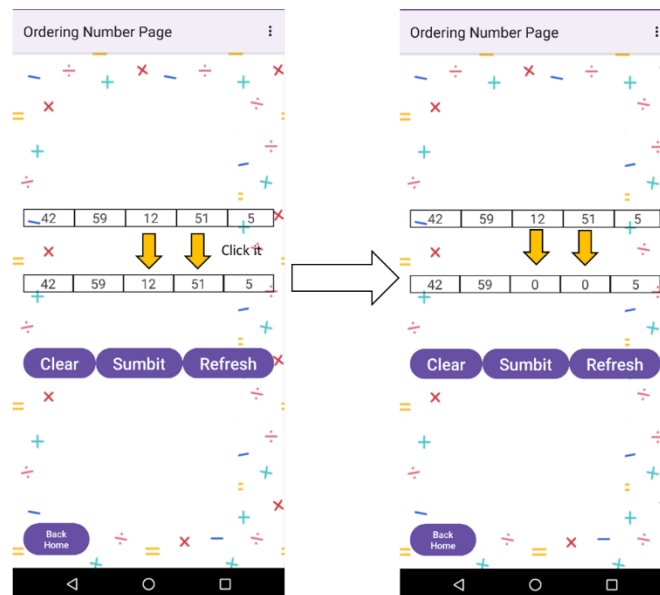 Ordering Number Page
42 59 12 51 5
Click it
42 59 12 51 5
Clear Sumbit Refresh
Back
Home
Ordering Number Page
42 59 12 51 5
42 59 0 0 5
Clear Sumbit Refresh
Back
Home